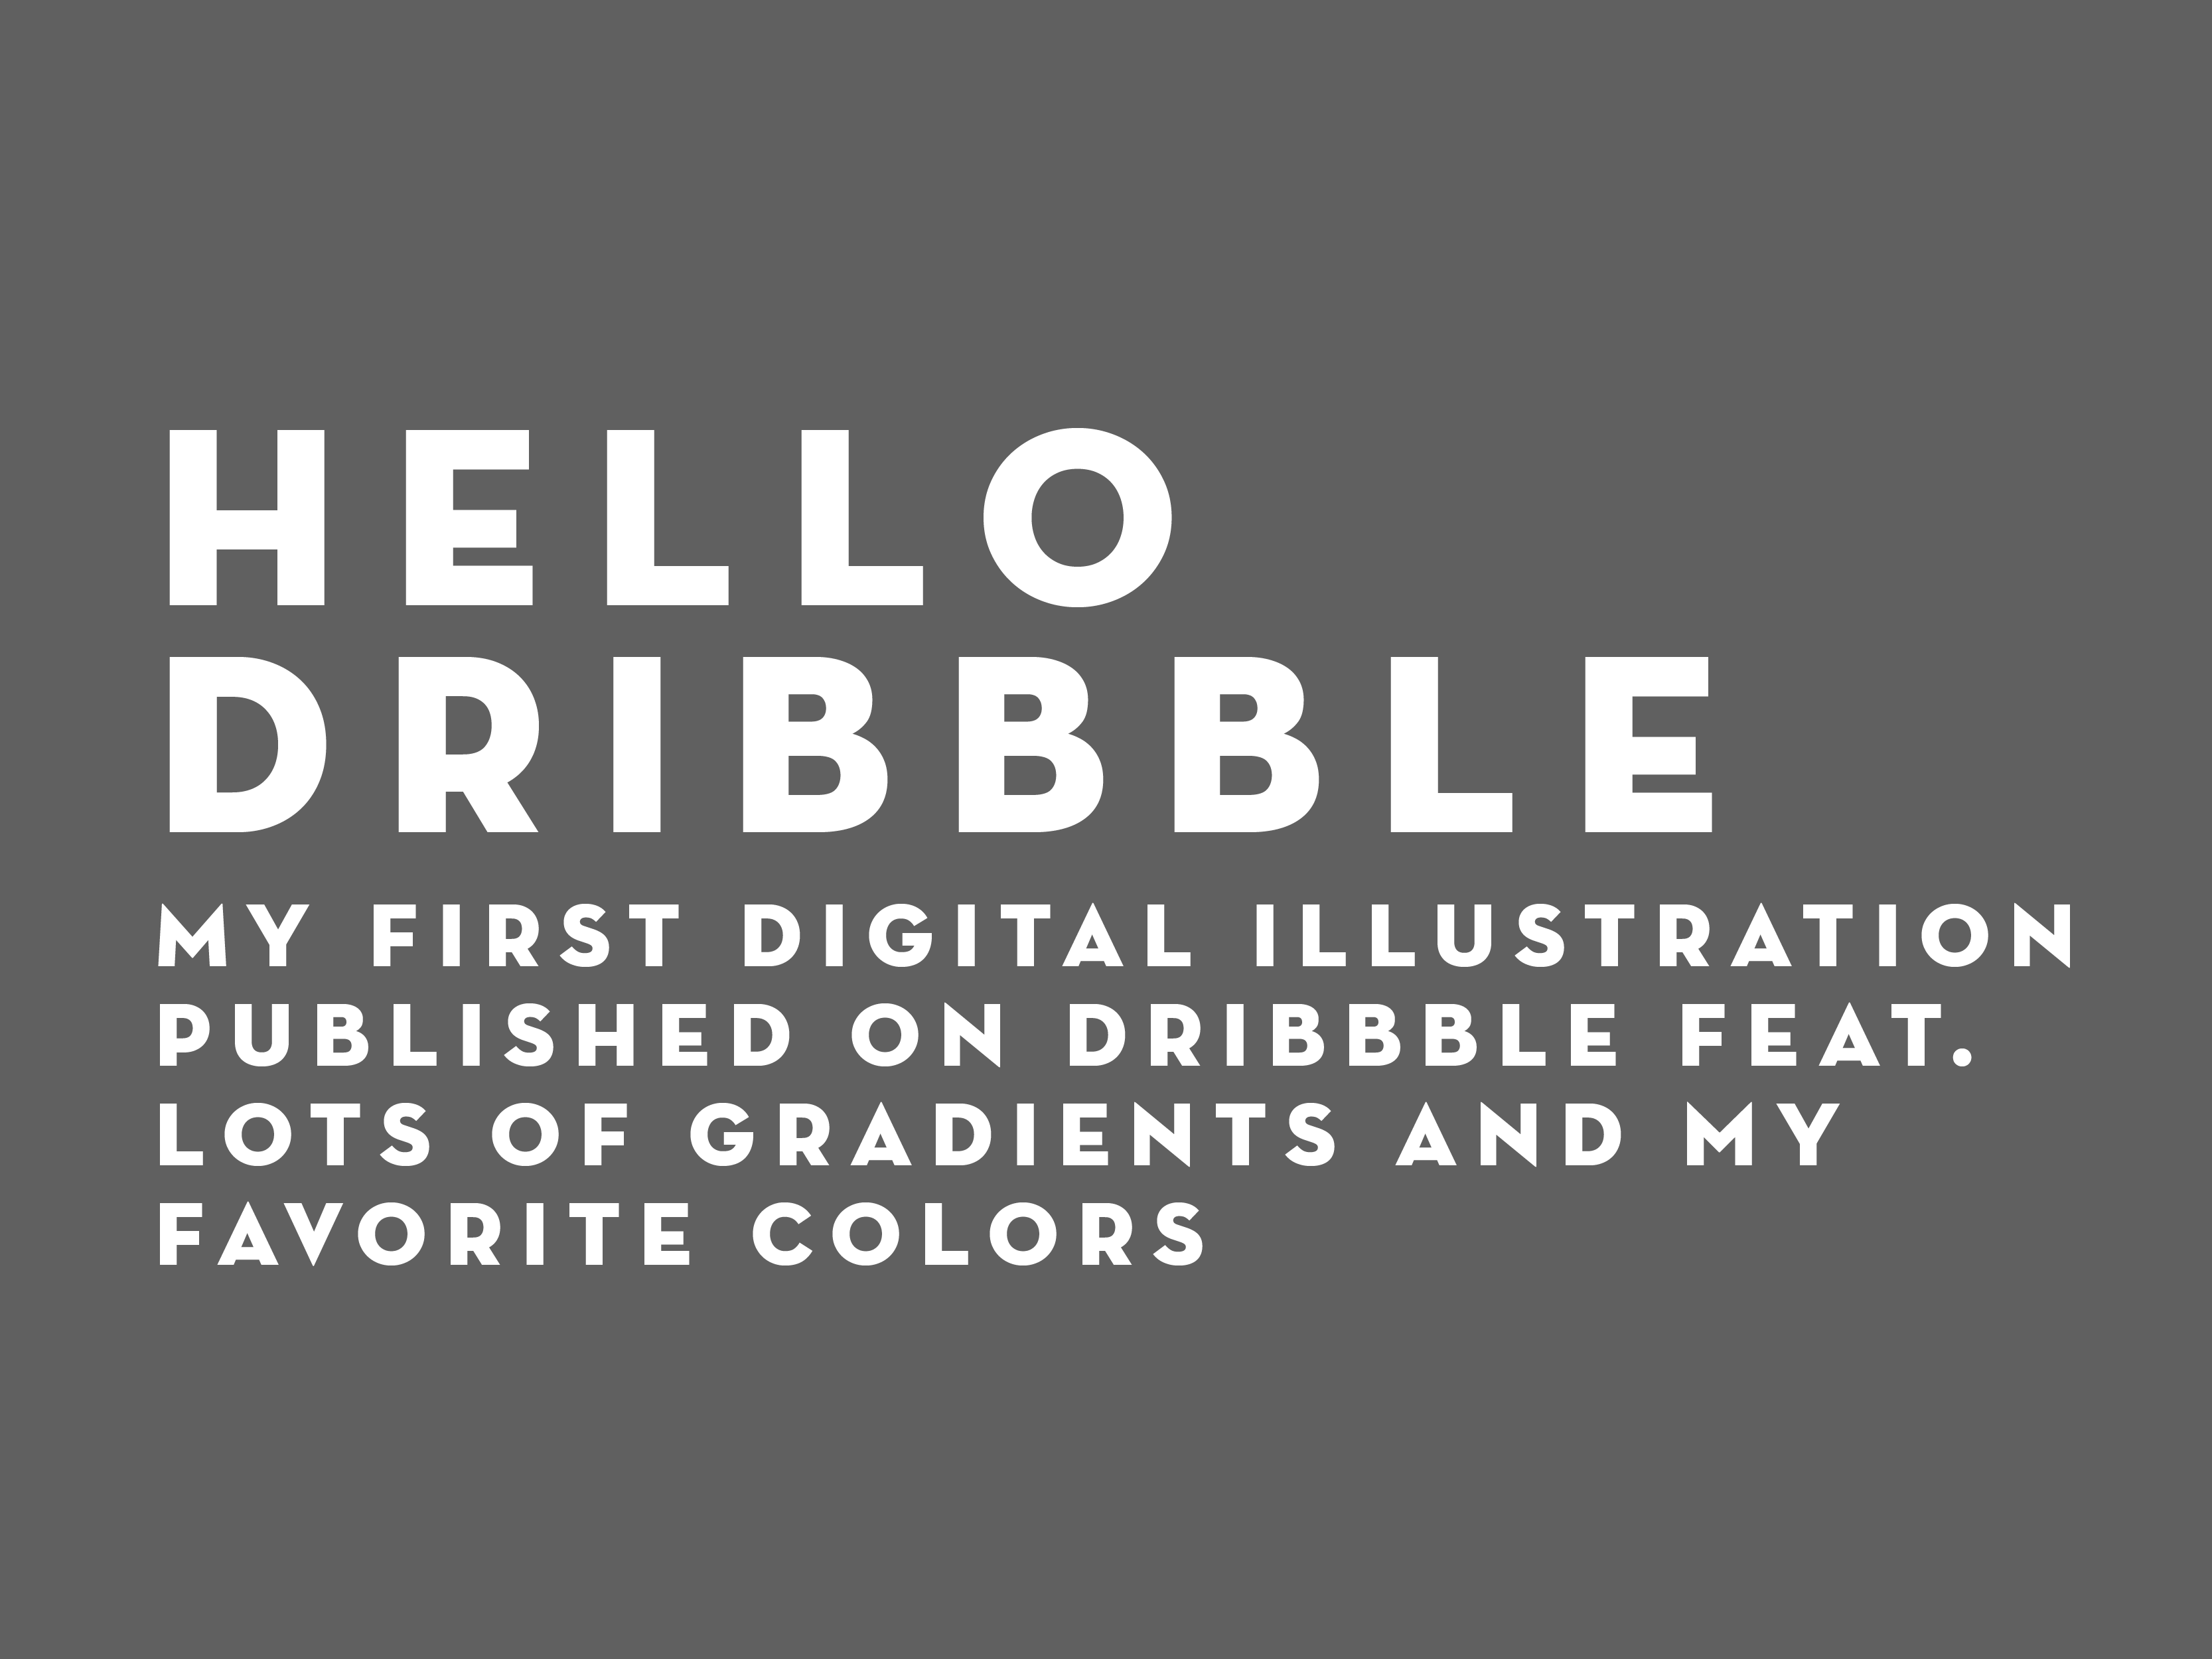 HELLO
DRIBBBLE
MY FIRST DIGITAL ILLUSTRATION
PUBLISHED ON DRIBBBLE FEAT.
LOTS OF GRADIENTS AND MY
FAVORITE COLORS